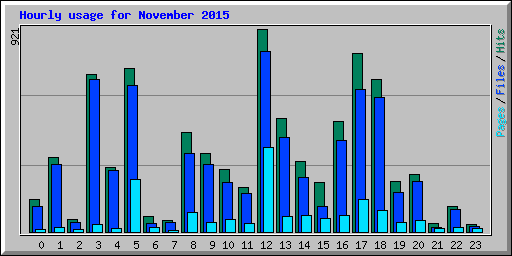 Hourly usage for November 2015
921
Pages / Files / Hits
0 1 2 3 4 5 6 7 8 9 10 11 12 13 14 15 16 17 18 19 20 21 22 23